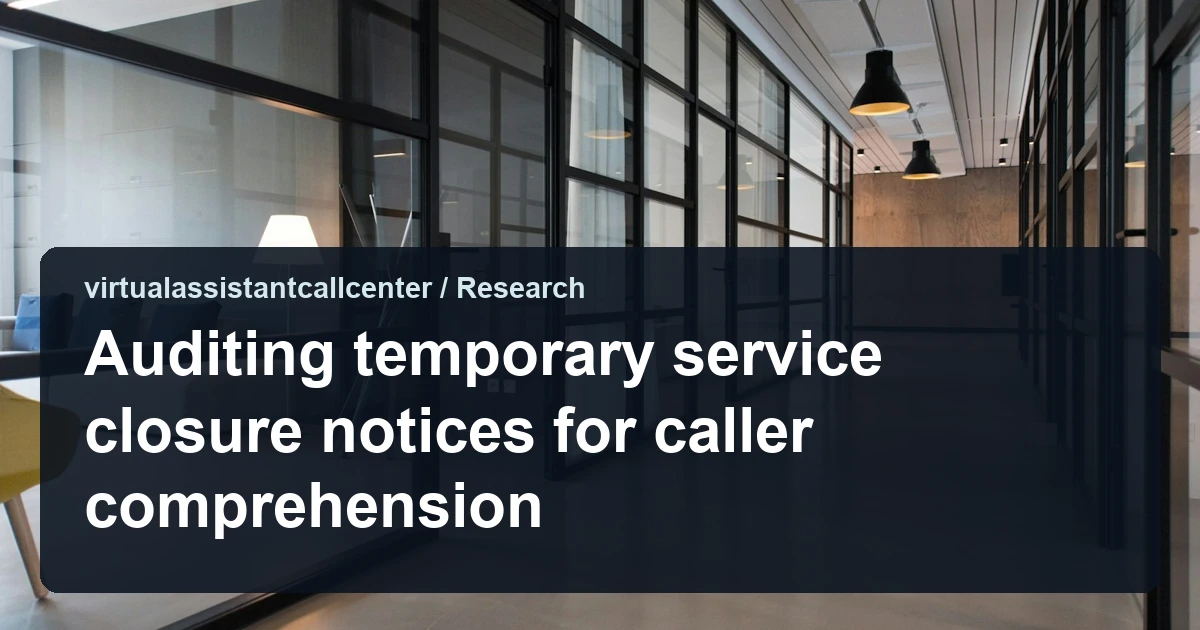 virtualassistantcallcenter / Research
Auditing temporary service
closure notices for caller
comprehension